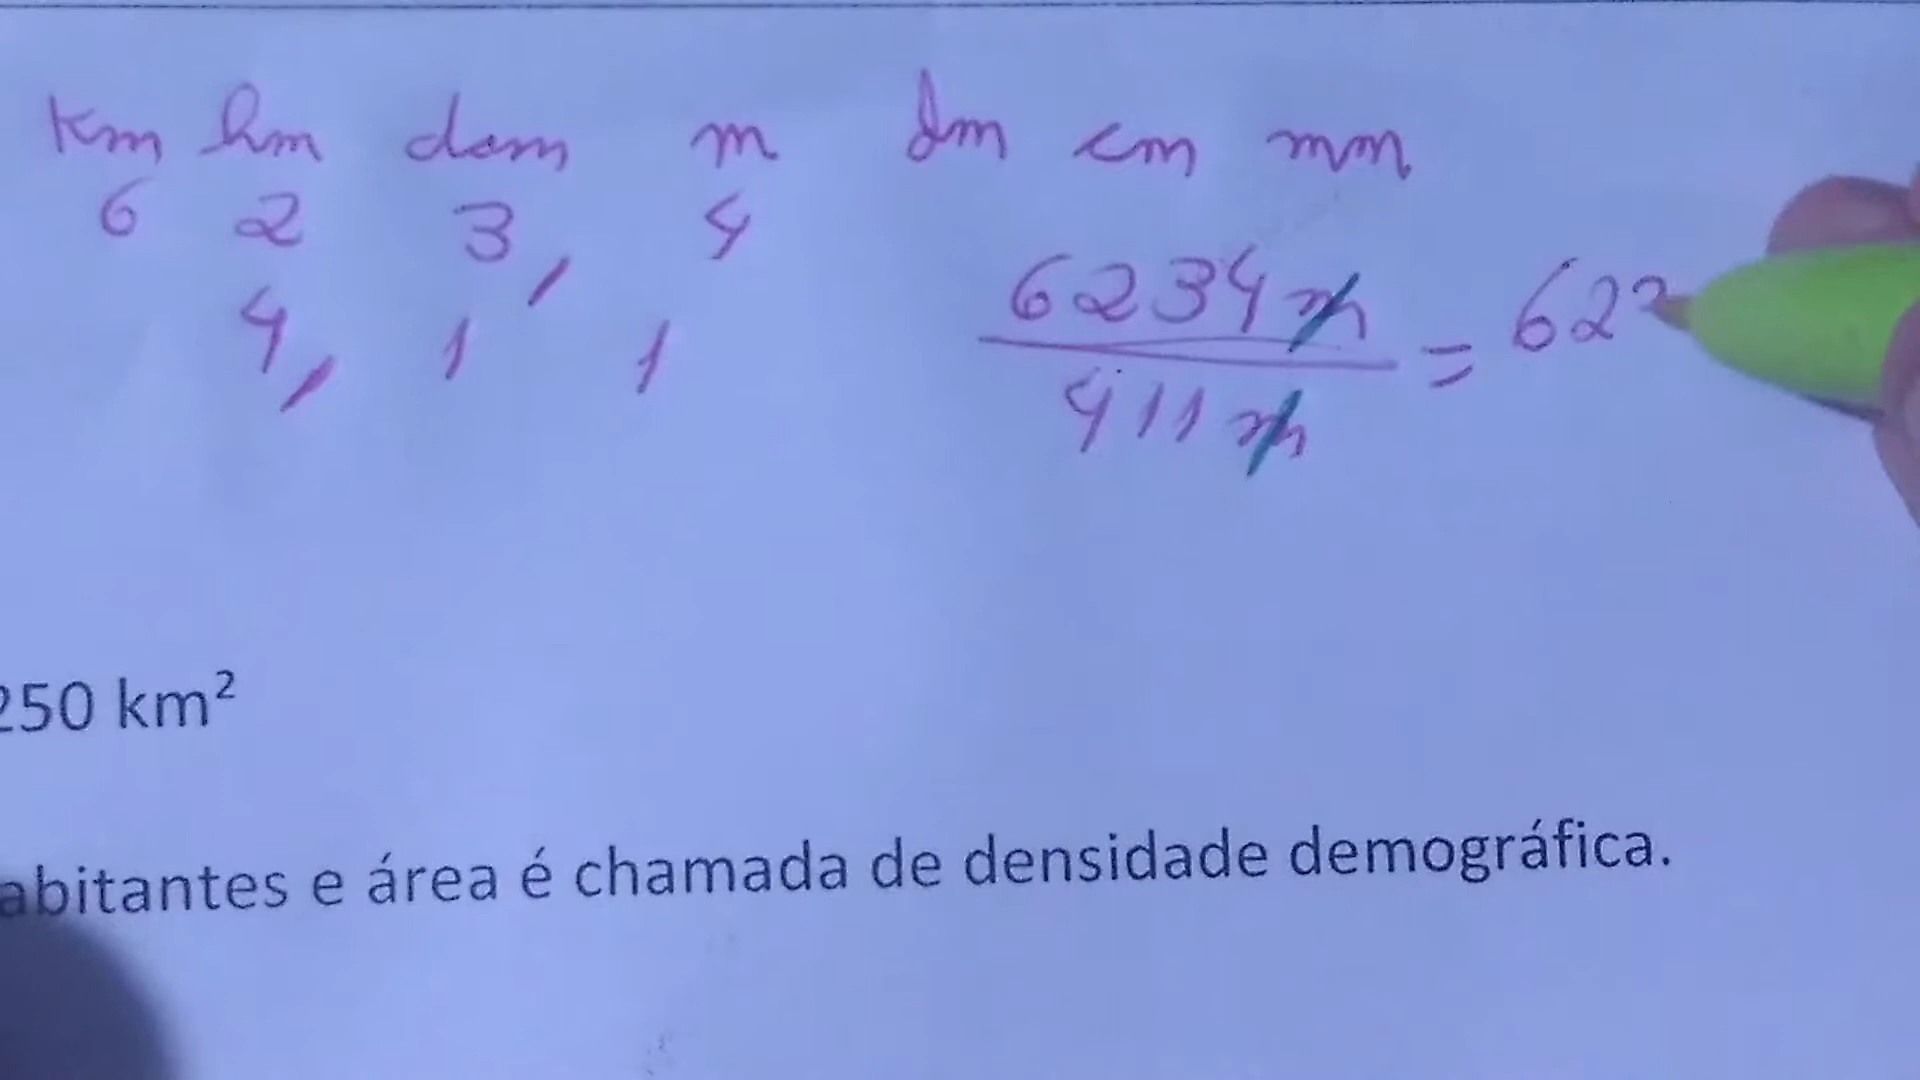 Km hm dam m dm cm mm
6 2 3, 4
4, 1 1
6234 m
411 m
= 623
250 km²
abitantes e área é chamada de densidade demográfica.